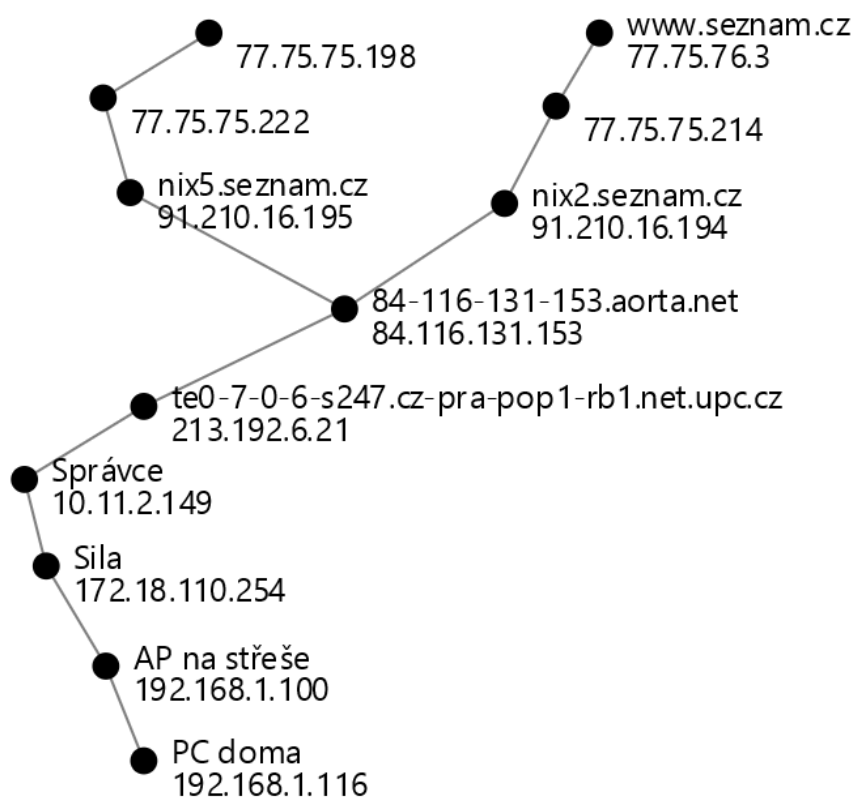 www.seznam.cz
77.75.76.3
77.75.75.198
77.75.75.222
77.75.75.214
nix5.seznam.cz
91.210.16.195
nix2.seznam.cz
91.210.16.194
84-116-131-153.aorta.net
84.116.131.153
te0-7-0-6-s247.cz-pra-pop1-rb1.net.upc.cz
213.192.6.21
Správce
10.11.2.149
Sila
172.18.110.254
AP na střeše
192.168.1.100
PC doma
192.168.1.116